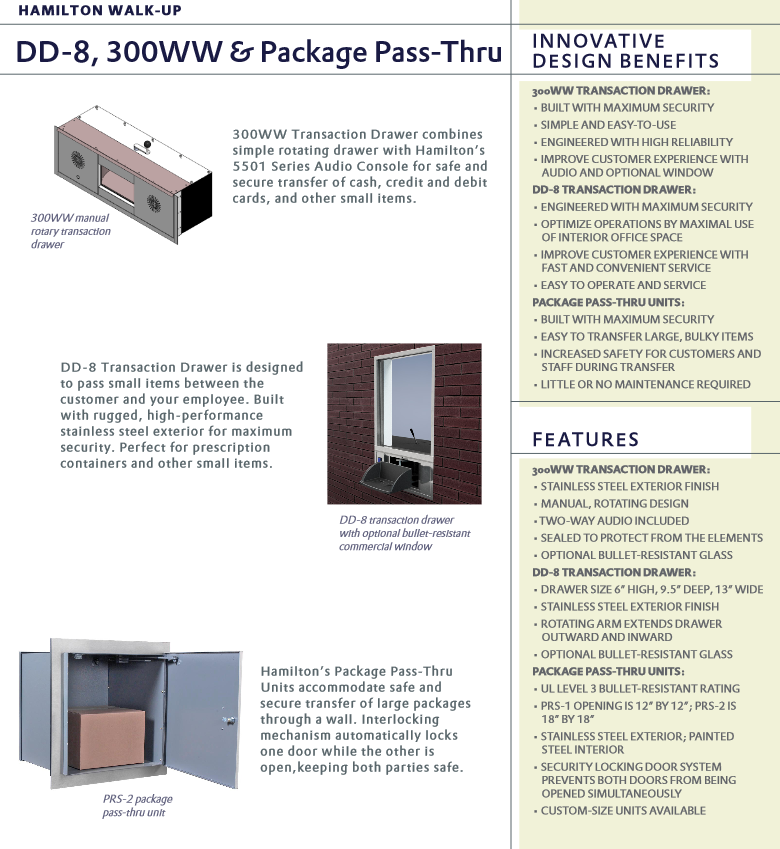 HAMILTON WALK-UP
DD-8, 300WW & Package Pass-Thru
300WW Transaction Drawer combines
simple rotating drawer with Hamilton's
5501 Series Audio Console for safe and
secure transfer of cash, credit and debit
cards, and other small items.
300WW manual
rotary transaction
drawer
DD-8 Transaction Drawer is designed
to pass small items between the
customer and your employee. Built
with rugged, high-performance
stainless steel exterior for maximum
security. Perfect for prescription
containers and other small items.
DD-8 transaction drawer
with optional bullet-resistant
commercial window
Hamilton's Package Pass-Thru
Units accommodate safe and
secure transfer of large packages
through a wall. Interlocking
mechanism automatically locks
one door while the other is
open,keeping both parties safe.
PRS-2 package
pass-thru unit
INNOVATIVE
DESIGN BENEFITS
300WW TRANSACTION DRAWER:
• BUILT WITH MAXIMUM SECURITY
• SIMPLE AND EASY-TO-USE
• ENGINEERED WITH HIGH RELIABILITY
• IMPROVE CUSTOMER EXPERIENCE WITH
AUDIO AND OPTIONAL WINDOW
DD-8 TRANSACTION DRAWER:
• ENGINEERED WITH MAXIMUM SECURITY
• OPTIMIZE OPERATIONS BY MAXIMAL USE
OF INTERIOR OFFICE SPACE
• IMPROVE CUSTOMER EXPERIENCE WITH
FAST AND CONVENIENT SERVICE
• EASY TO OPERATE AND SERVICE
PACKAGE PASS-THRU UNITS:
• BUILT WITH MAXIMUM SECURITY
• EASY TO TRANSFER LARGE, BULKY ITEMS
• INCREASED SAFETY FOR CUSTOMERS AND
STAFF DURING TRANSFER
• LITTLE OR NO MAINTENANCE REQUIRED
FEATURES
300WW TRANSACTION DRAWER:
• STAINLESS STEEL EXTERIOR FINISH
• MANUAL, ROTATING DESIGN
• TWO-WAY AUDIO INCLUDED
• SEALED TO PROTECT FROM THE ELEMENTS
• OPTIONAL BULLET-RESISTANT GLASS
DD-8 TRANSACTION DRAWER:
• DRAWER SIZE 6" HIGH, 9.5" DEEP, 13" WIDE
• STAINLESS STEEL EXTERIOR FINISH
• ROTATING ARM EXTENDS DRAWER
OUTWARD AND INWARD
• OPTIONAL BULLET-RESISTANT GLASS
PACKAGE PASS-THRU UNITS:
• UL LEVEL 3 BULLET-RESISTANT RATING
• PRS-1 OPENING IS 12" BY 12"; PRS-2 IS
18" BY 18"
• STAINLESS STEEL EXTERIOR; PAINTED
STEEL INTERIOR
• SECURITY LOCKING DOOR SYSTEM
PREVENTS BOTH DOORS FROM BEING
OPENED SIMULTANEOUSLY
• CUSTOM-SIZE UNITS AVAILABLE